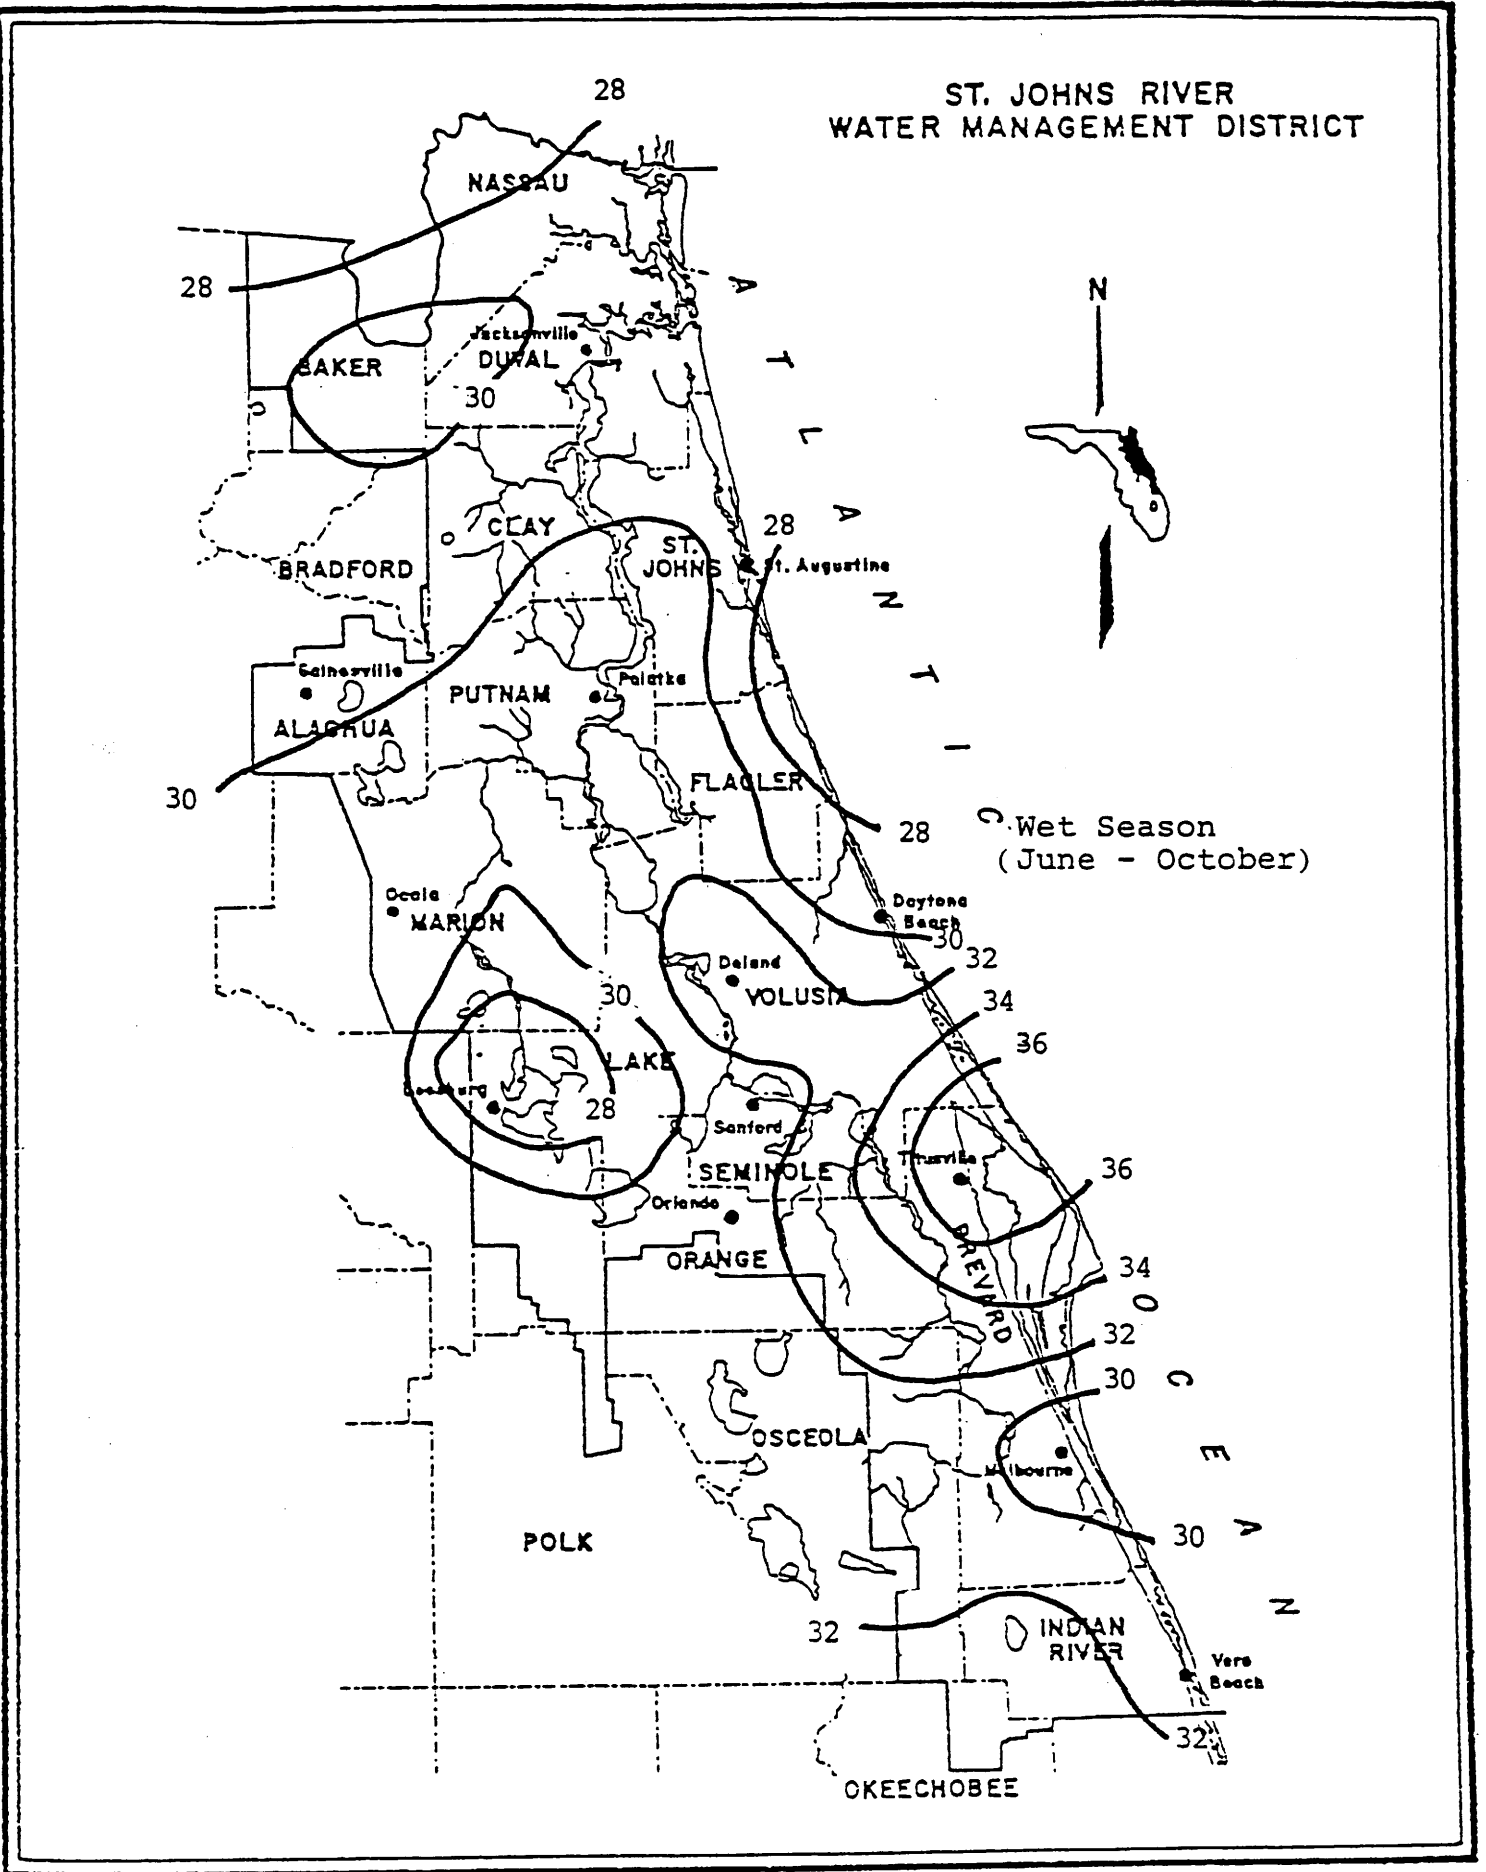 28
ST. JOHNS RIVER
WATER MANAGEMENT DISTRICT
NASSAU
28
N
A
T
L
A
N
T
I
C
O
C
E
A
N
Jacksonville
BAKER
DUVAL
30
CLAY
28
ST.
JOHNS
St. Augustine
BRADFORD
Gainesville
Palatka
PUTNAM
ALACHUA
FLAGLER
30
28
Wet Season
(June - October)
Ocala
MARION
Daytona
Beach
30
32
Deland
VOLUSIA
30
34
36
LAKE
Leesburg
28
Sanford
Titusville
SEMINOLE
36
Orlando
ORANGE
BREVARD
34
32
30
OSCEOLA
Melbourne
30
POLK
32
INDIAN
RIVER
Vero
Beach
32
OKEECHOBEE